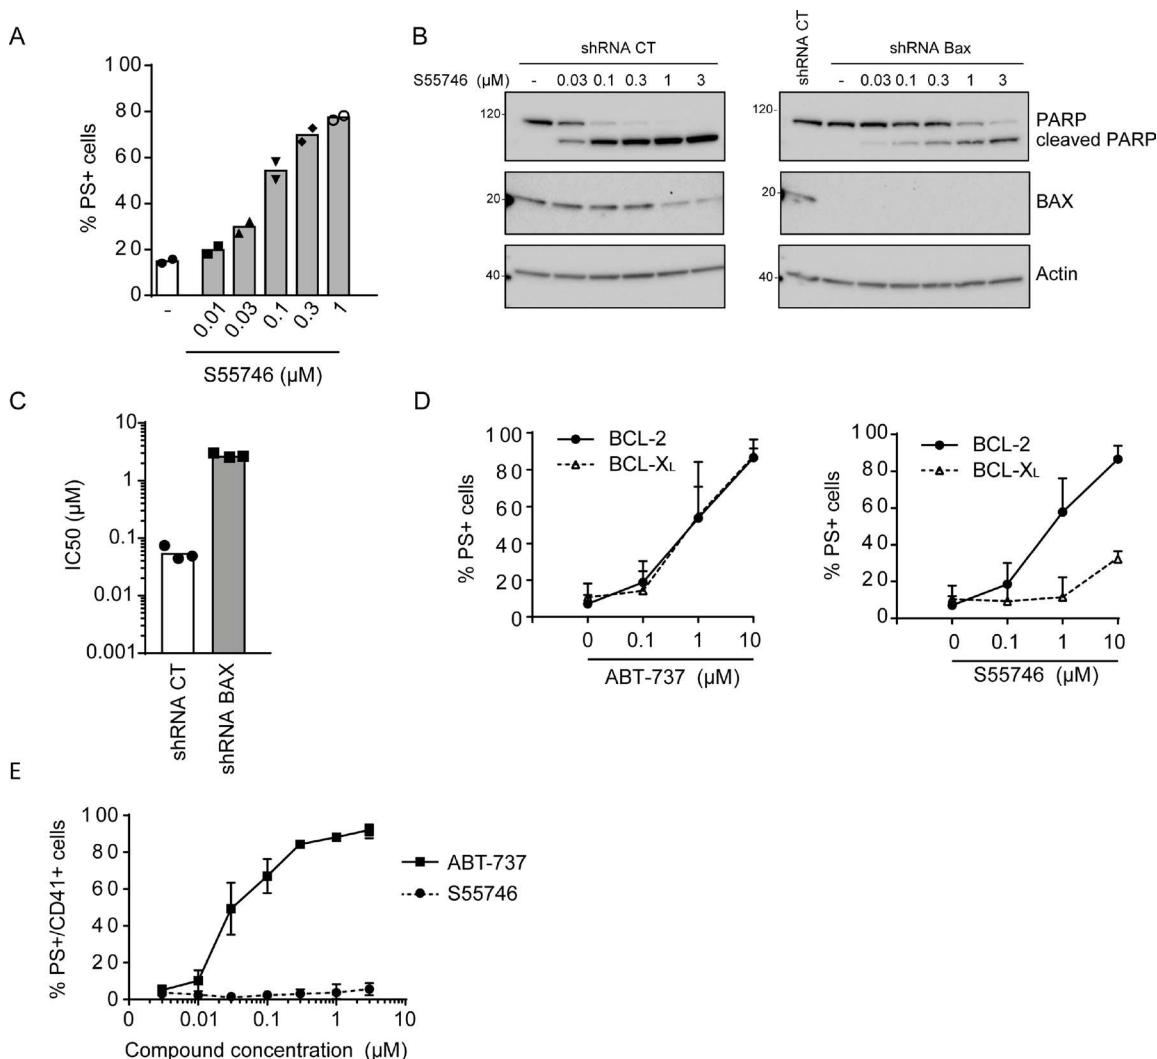 A
% PS+ cells
100
80
60
40
20
0
- 0.01 0.03 0.1 0.3 1
S55746 (µM)
B
shRNA CT
S55746 (µM) - 0.03 0.1 0.3 1 3
120
20
40
shRNA CT
shRNA Bax
- 0.03 0.1 0.3 1 3
120
PARP
cleaved PARP
20
BAX
40
Actin
C
IC50 (µM)
10
1
0.1
0.01
0.001
shRNA CT
shRNA BAX
D
% PS+ cells
100
80
60
40
20
0
BCL-2
BCL-XL
0 0.1 1 10
ABT-737 (µM)
% PS+ cells
100
80
60
40
20
0
BCL-2
BCL-XL
0 0.1 1 10
S55746 (µM)
E
% PS+/CD41+ cells
100
80
60
40
20
0
ABT-737
S55746
0 0.01 0.1 1 10
Compound concentration (µM)